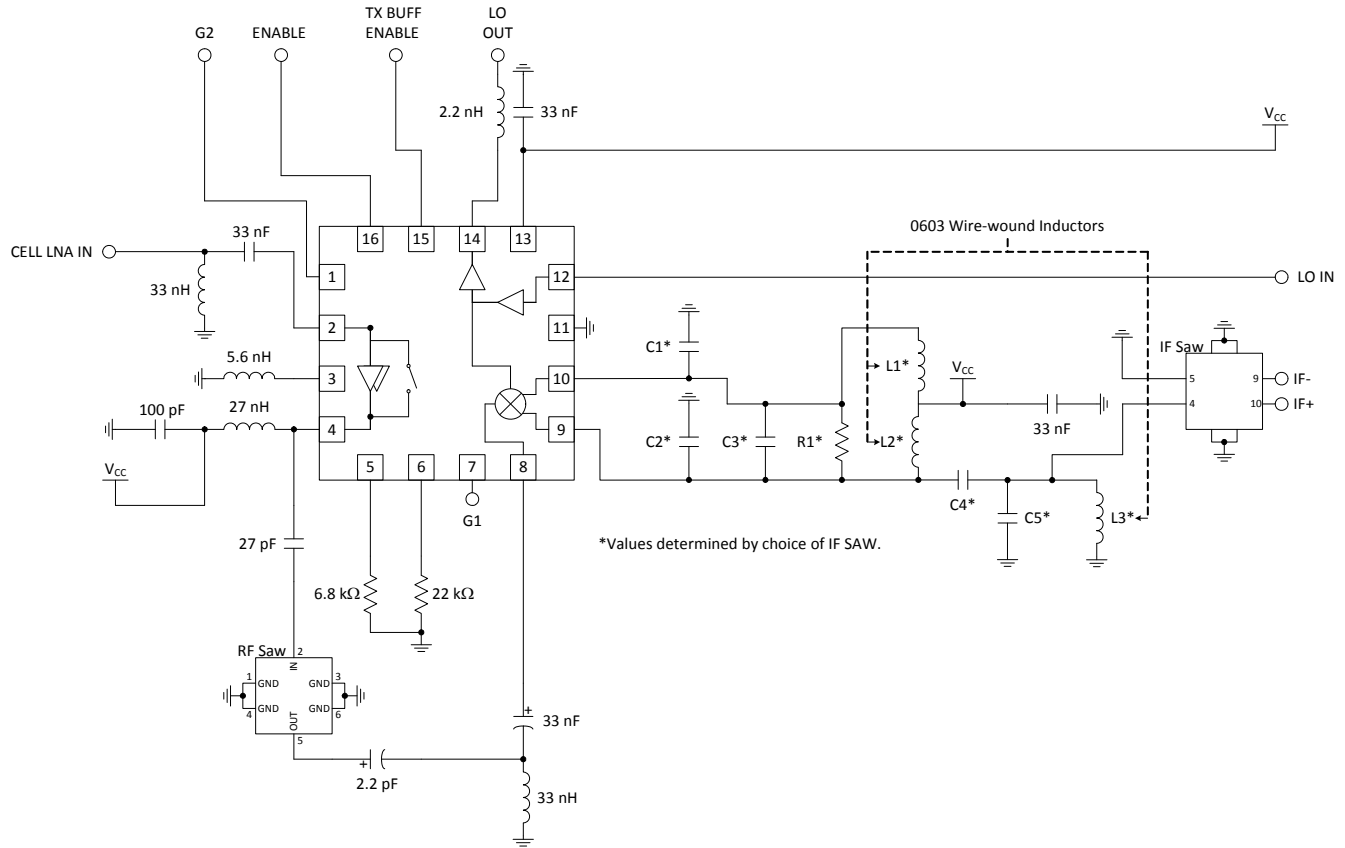 TX BUFF
ENABLE
LO
OUT
G2
ENABLE
2.2 nH
33 nF
VCC
0603 Wire-wound Inductors
CELL LNA IN
33 nF
33 nH
16
15
14
13
1
12
LO IN
2
11
C1*
IF Saw
5.6 nH
3
10
L1*
VCC
5
9
IF-
4
10
IF+
100 pF
27 nH
4
9
C2*
C3*
R1*
L2*
33 nF
VCC
5
6
7
8
G1
C4*
C5*
L3*
*Values determined by choice of IF SAW.
27 pF
6.8 kΩ
22 kΩ
RF Saw
2
IN
1
GND
GND
3
4
GND
GND
6
OUT
5
+
33 nF
+
2.2 pF
33 nH